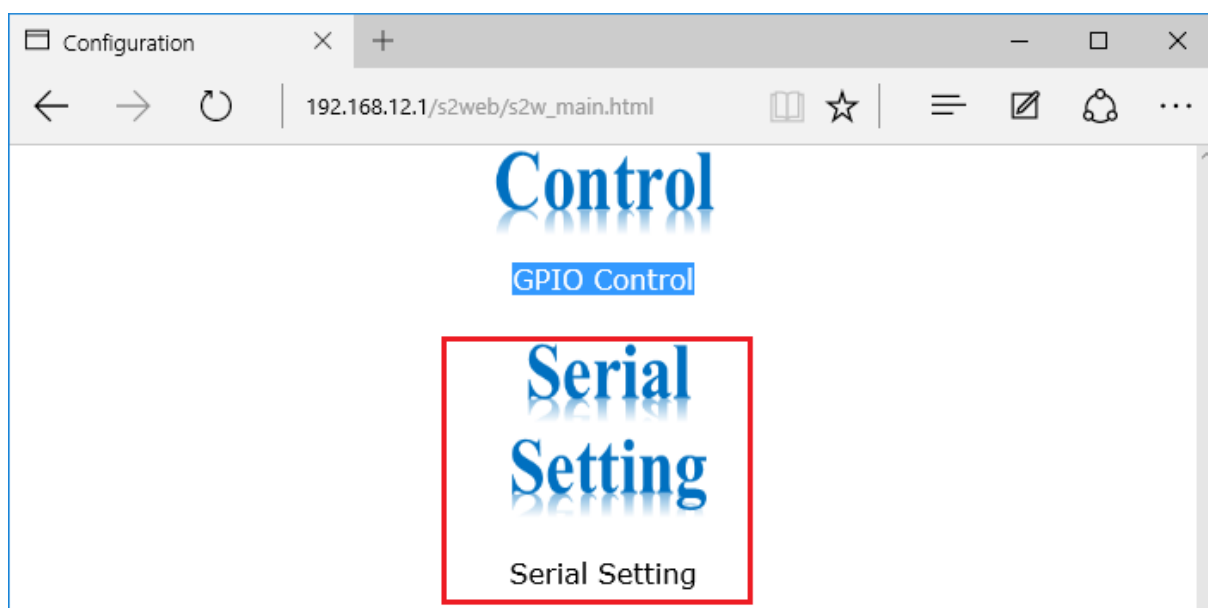 Configuration
192.168.12.1/s2web/s2w_main.html
Control
GPIO Control
Serial
Setting
Serial Setting